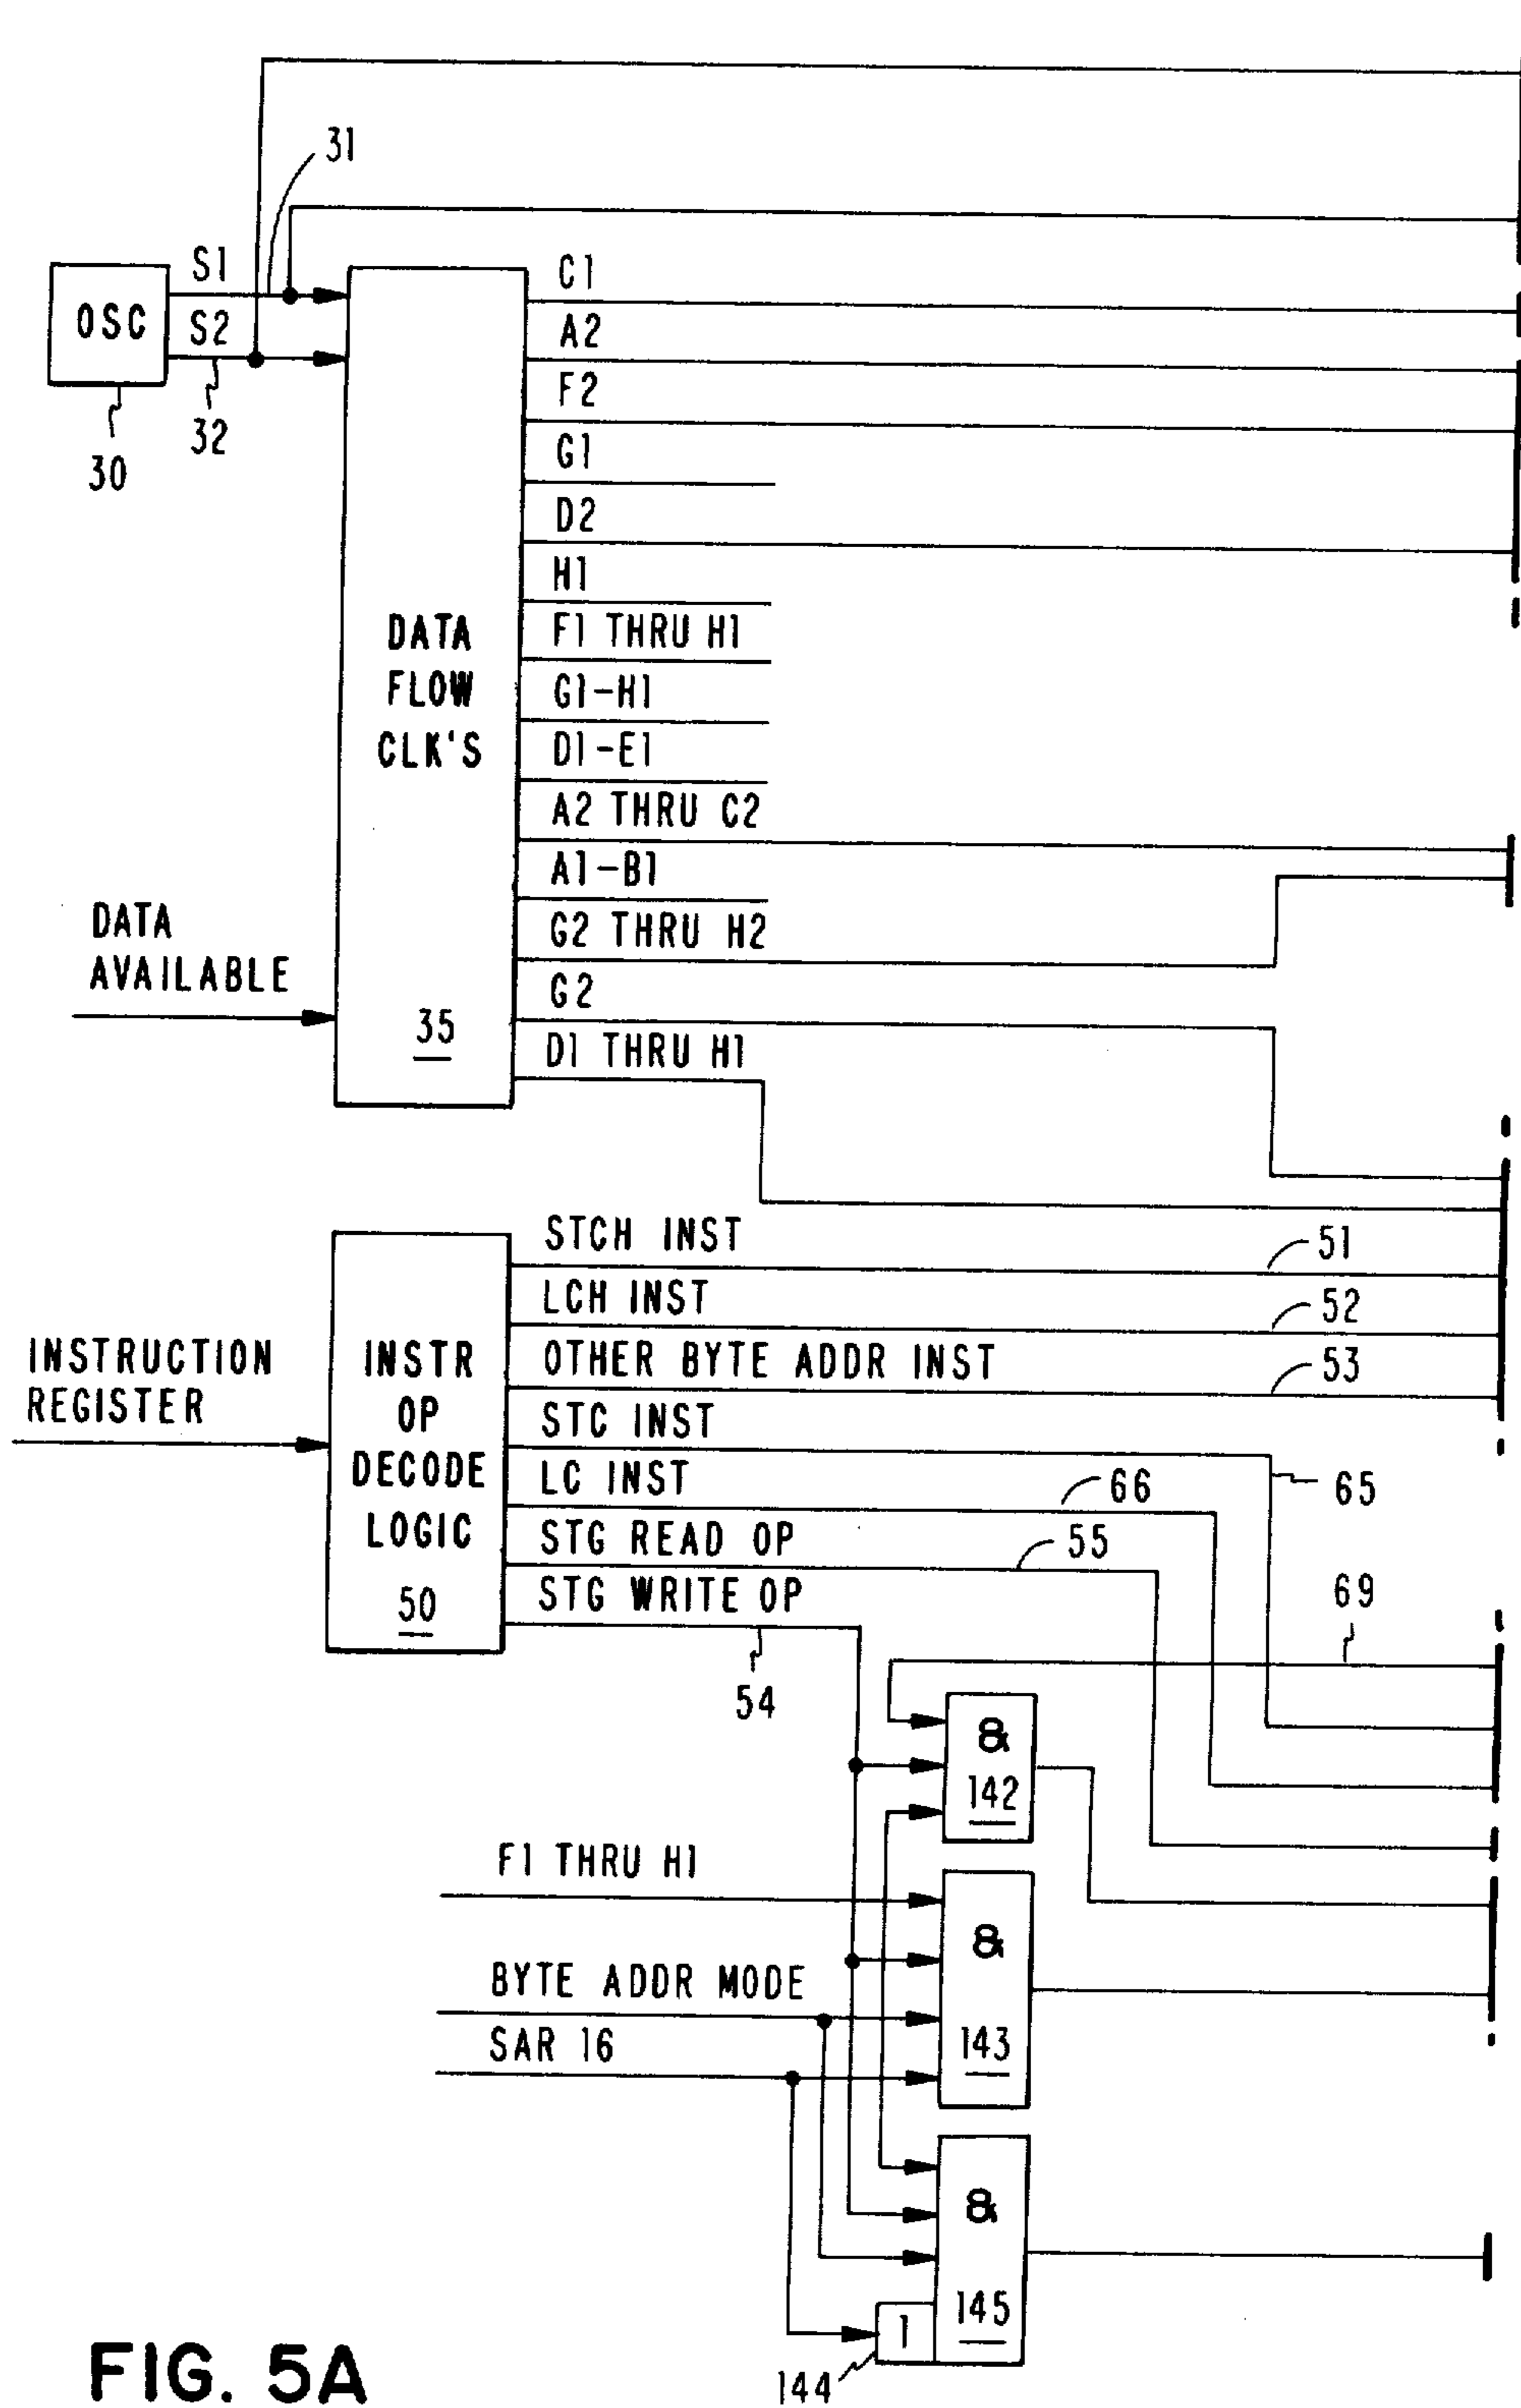 31
S1
OSC
S2
32
30
C1
A2
F2
G1
D2
H1
F1 THRU H1
G1-H1
D1-E1
A2 THRU C2
A1-B1
G2 THRU H2
G2
D1 THRU H1
DATA
FLOW
CLK'S
35
DATA
AVAILABLE
STCH INST
51
LCH INST
52
OTHER BYTE ADDR INST
53
STC INST
65
LC INST
66
STG READ OP
55
STG WRITE OP
54
INSTRUCTION
REGISTER
INSTR
OP
DECODE
LOGIC
50
69
&
142
F1 THRU H1
&
BYTE ADDR MODE
SAR 16
143
&
145
1
144
FIG. 5A